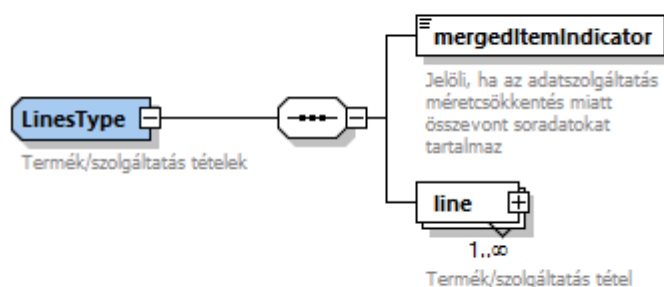 mergedItemIndicator
Jelöli, ha az adatszolgáltatás
méretcsökkentés miatt
összevont soradatokat
tartalmaz
LinesType
Termék/szolgáltatás tételek
line
1..∞
Termék/szolgáltatás tétel